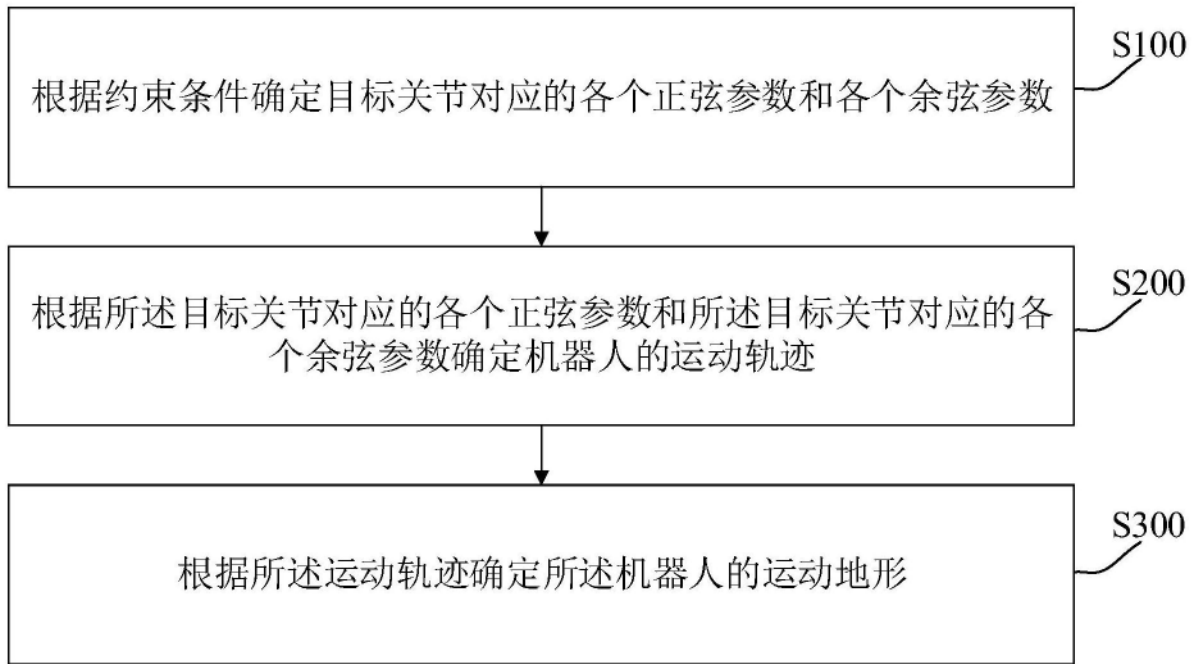 S100
根据约束条件确定目标关节对应的各个正弦参数和各个余弦参数
S200
根据所述目标关节对应的各个正弦参数和所述目标关节对应的各
个余弦参数确定机器人的运动轨迹
S300
根据所述运动轨迹确定所述机器人的运动地形